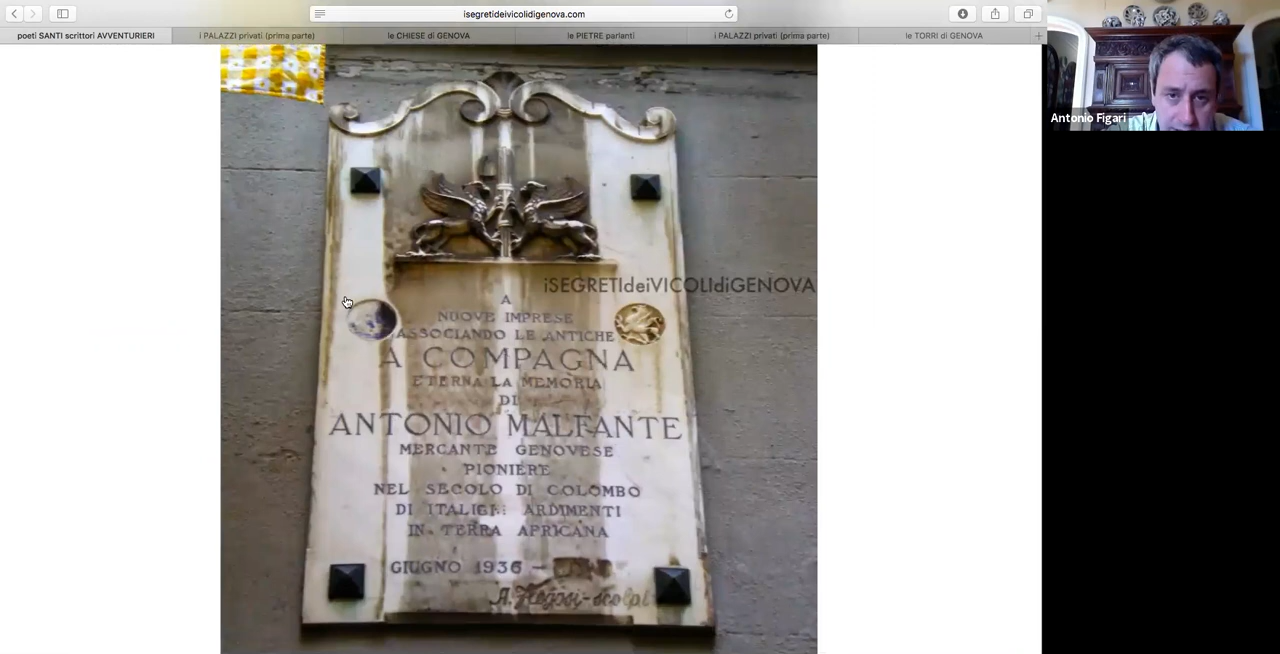 isegretideivicolidigenova.com
poeti SANTI scrittori AVVENTURIERI
i PALAZZI privati (prima parte)
le CHIESE di GENOVA
le PIETRE parlanti
i PALAZZI privati (prima parte)
le TORRI di GENOVA
Antonio Figari
iSEGRETIdeiVICOLIdiGENOVA
A
NUOVE IMPRESE
ASSOCIANDO LE ANTICHE
A COMPAGNA
ETERNA LA MEMORIA
DI
ANTONIO MALFANTE
MERCANTE GENOVESE
PIONIERE
NEL SECOLO DI COLOMBO
DI ITALICI ARDIMENTI
IN TERRA AFRICANA
GIUGNO 1936 –
A.